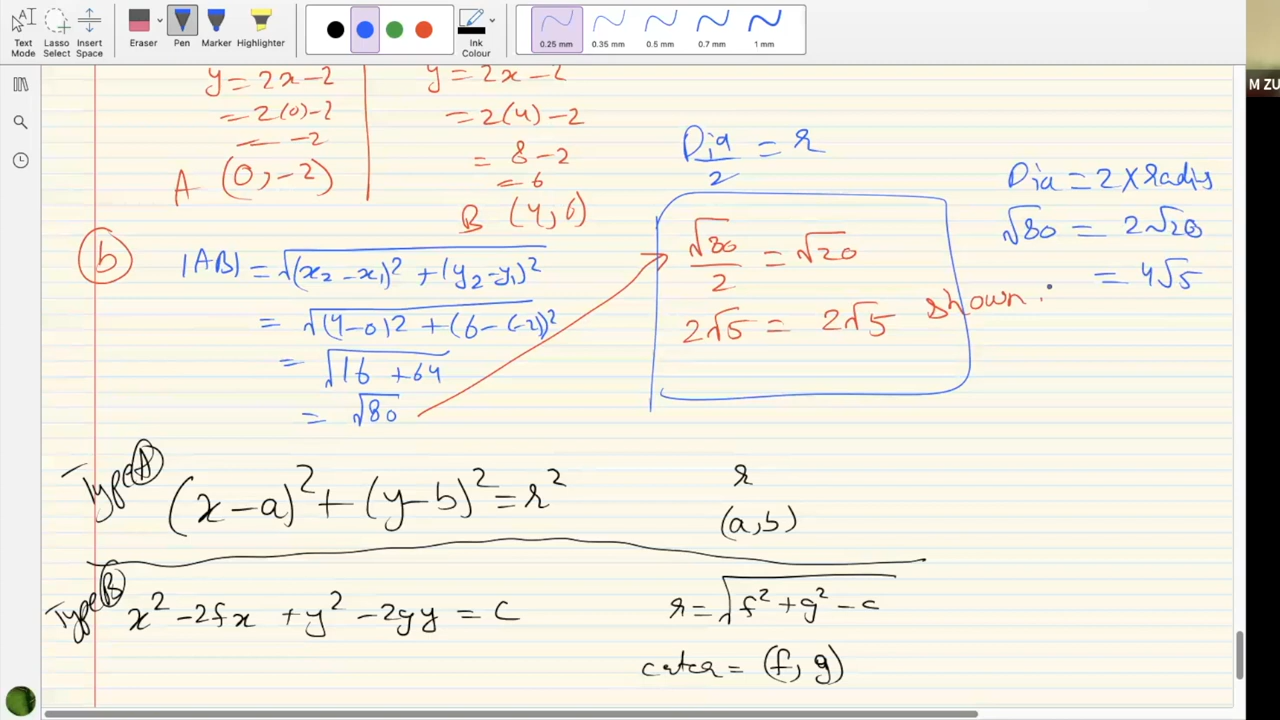 Text Mode
Lasso Select
Insert Space
Eraser
Pen
Marker
Highlighter
Ink Colour
0.25 mm
0.35 mm
0.5 mm
0.7 mm
1 mm
M ZU
y = 2x - 2
= 2(0) - 2
= -2
A (0, -2)
y = 2x - 2
= 2(4) - 2
= 8 - 2
= 6
B (4, 6)
Dia/2 = r
√80/2 = √20
2√5 = 2√5 shown.
Dia = 2 × radius
√80 = 2√20
= 4√5
b |AB| = √(x₂ - x₁)² + (y₂ - y₁)²
= √(4-0)2 + (6-(-2))²
= √16 + 64
= √80
Type A (x - a)² + (y - b)² = r²
r
(a, b)
Type B x² - 2fx + y² - 2gy = c
r = √f² + g² - c
= (f, g)